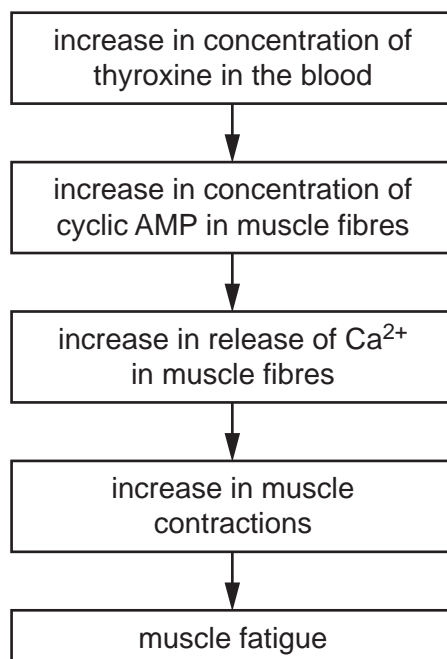 increase in concentration of
thyroxine in the blood
increase in concentration of
cyclic AMP in muscle fibres
increase in release of Ca²⁺
in muscle fibres
increase in muscle
contractions
muscle fatigue